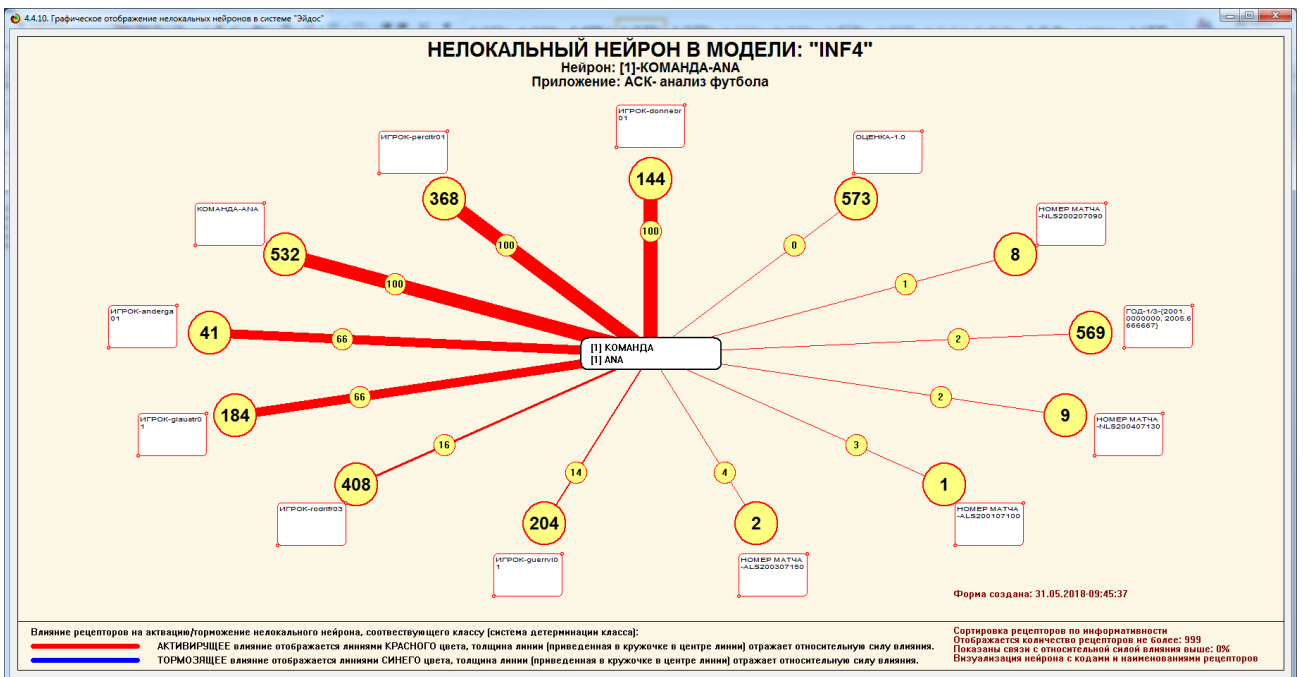 4.4.10. Графическое отображение нелокальных нейронов в системе "Эйдос"
НЕЛОКАЛЬНЫЙ НЕЙРОН В МОДЕЛИ: "INF4"
Нейрон: [1]-КОМАНДА-ANA
Приложение: АСК- анализ футбола
ИГРОК-donnebr
01
144
100
ИГРОК-percitr01
368
100
КОМАНДА-ANA
532
100
ИГРОК-anderga
01
41
66
ИГРОК-glaustr0
1
184
66
ИГРОК-rodrifr03
408
16
ИГРОК-guerrvl0
1
204
14
НОМЕР МАТЧА
-ALS200307150
2
4
НОМЕР МАТЧА
-ALS200107100
1
3
НОМЕР МАТЧА
-NLS200407130
9
2
ГОД-1/3-{2001.
0000000, 2005.6
666667}
569
2
НОМЕР МАТЧА
-NLS200207090
8
1
ОЦЕНКА-1.0
573
0
[1] КОМАНДА
[1] ANA
Форма создана: 31.05.2018-09:45:37
Влияние рецепторов на актвацию/торможение нелокального нейрона, соотвествующего классу (система детерминации класса):
АКТИВИРУЩЕЕ влияние отображается линиями КРАСНОГО цвета, толщина линии (приведенная в кружочке в центре линии) отражает относительную силу влияния.
ТОРМОЗЯЩЕЕ влияние отображается линиями СИНЕГО цвета, толщина линии (приведенная в кружочке в центре линии) отражает относительную силу влияния.
Сортировка рецепторов по информативности
Отображается количество рецепторов не более: 999
Показаны связи с относительной силой влияния выше: 0%
Визуализация нейрона с кодами и наименованиями рецепторов